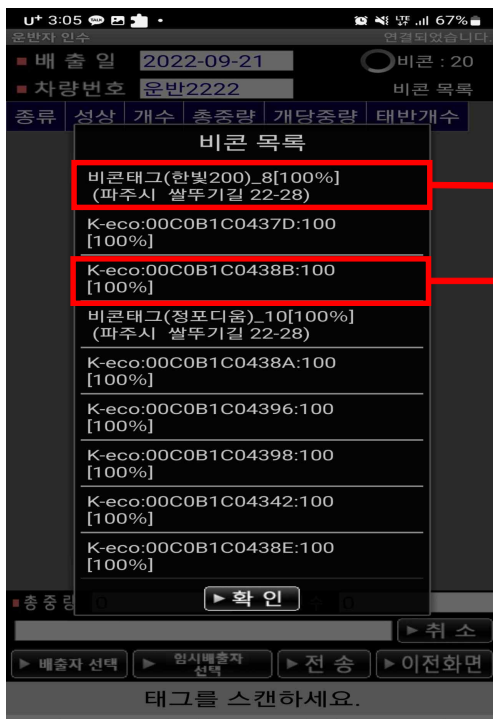 U+ 3:05 67%
운반자 인수 연결되었습니다.
배 출 일 2022-09-21 비콘 : 20
차량번호 운반2222 비콘 목록
종류 성상 개수 총중량 개당중량 태반개수
비콘 목록
비콘태그(한빛200)_8[100%]
(파주시 쌀뚜기길 22-28)
K-eco:00C0B1C0437D:100
[100%]
K-eco:00C0B1C0438B:100
[100%]
비콘태그(정포디움)_10[100%]
(파주시 쌀뚜기길 22-28)
K-eco:00C0B1C0438A:100
[100%]
K-eco:00C0B1C04396:100
[100%]
K-eco:00C0B1C04398:100
[100%]
K-eco:00C0B1C04342:100
[100%]
K-eco:00C0B1C0438E:100
[100%]
확 인
총 중 량 0 수 0
취 소
배출자 선택 임시배출자 선택 전 송 이전화면
태그를 스캔하세요.